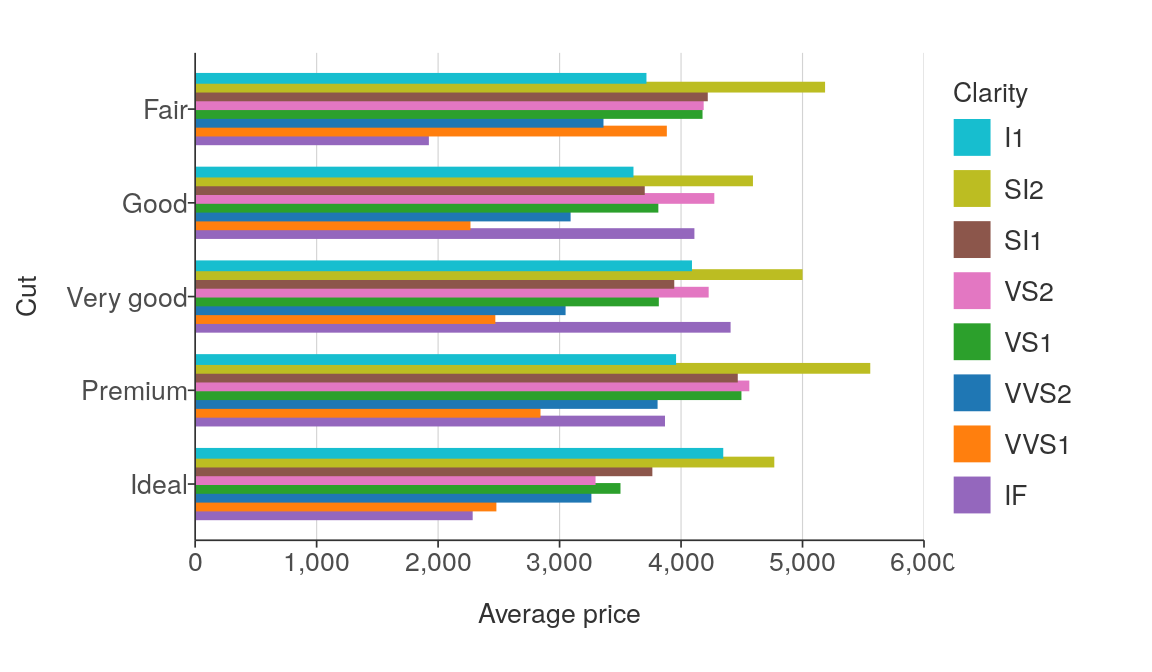 Clarity
I1
SI2
SI1
VS2
VS1
VVS2
VVS1
IF
Cut
Fair
Good
Very good
Premium
Ideal
0 1,000 2,000 3,000 4,000 5,000 6,000
Average price